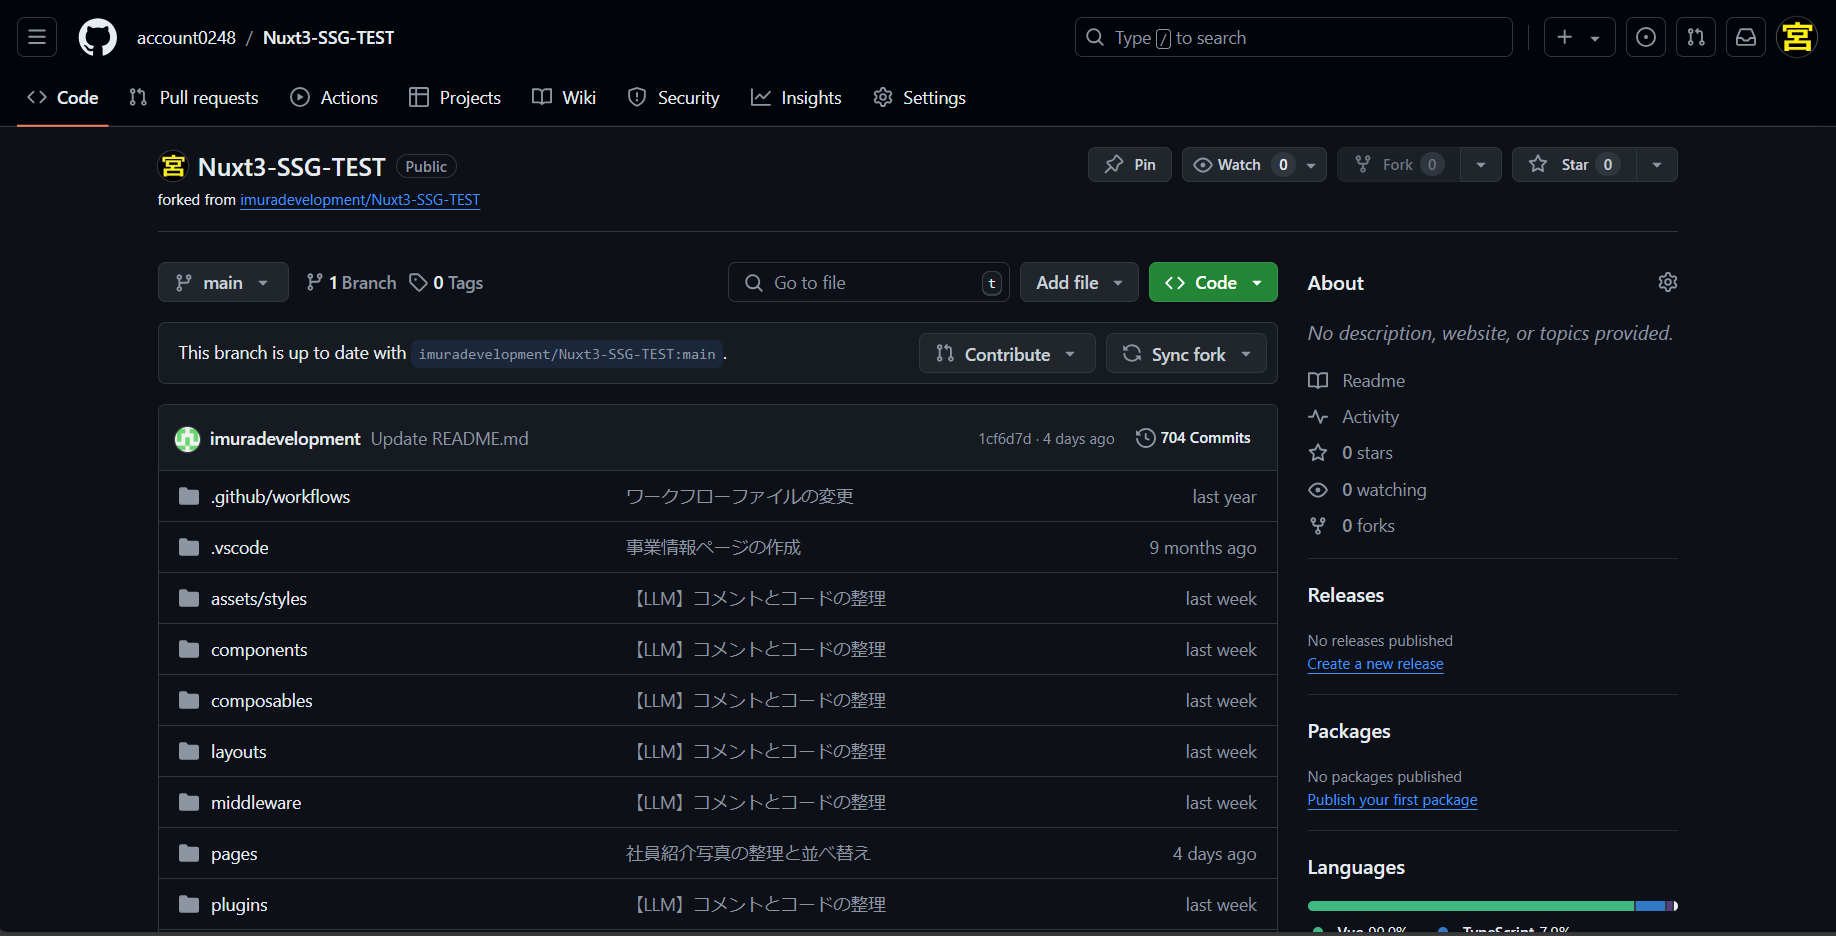 account0248 / Nuxt3-SSG-TEST
Type / to search
Code
Pull requests
Actions
Projects
Wiki
Security
Insights
Settings
宮
宮 Nuxt3-SSG-TEST Public
forked from imuradevelopment/Nuxt3-SSG-TEST
Pin
Watch 0
Fork 0
Star 0
main
1 Branch
0 Tags
Go to file t
Add file
Code
This branch is up to date with imuradevelopment/Nuxt3-SSG-TEST:main .
Contribute
Sync fork
imuradevelopment Update README.md 1cf6d7d · 4 days ago 704 Commits
.github/workflows ワークフローファイルの変更 last year
.vscode 事業情報ページの作成 9 months ago
assets/styles 【LLM】コメントとコードの整理 last week
components 【LLM】コメントとコードの整理 last week
composables 【LLM】コメントとコードの整理 last week
layouts 【LLM】コメントとコードの整理 last week
middleware 【LLM】コメントとコードの整理 last week
pages 社員紹介写真の整理と並べ替え 4 days ago
plugins 【LLM】コメントとコードの整理 last week
About
No description, website, or topics provided.
Readme
Activity
0 stars
0 watching
0 forks
Releases
No releases published
Create a new release
Packages
No packages published
Publish your first package
Languages
Vue 90.0% TypeScript 7.9%